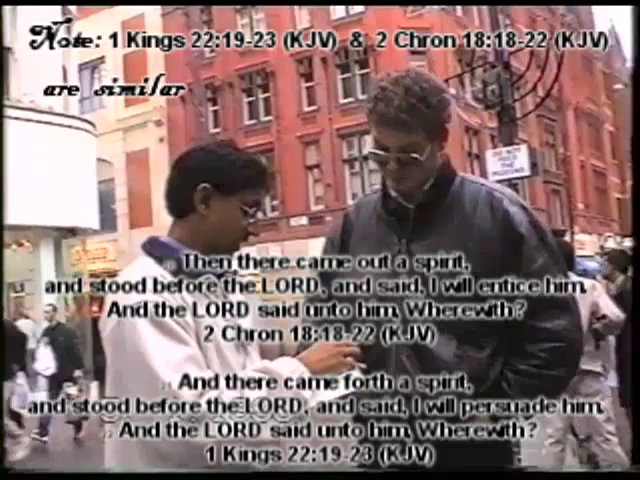 Note: 1 Kings 22:19-23 (KJV) & 2 Chron 18:18-22 (KJV)
are similar
Then there came out a spirit,
and stood before the LORD, and said, I will entice him.
And the LORD said unto him, Wherewith?
2 Chron 18:18-22 (KJV)
And there came forth a spirit,
and stood before the LORD, and said, I will persuade him,
And the LORD said unto him, Wherewith?
1 Kings 22:19-23 (KJV)